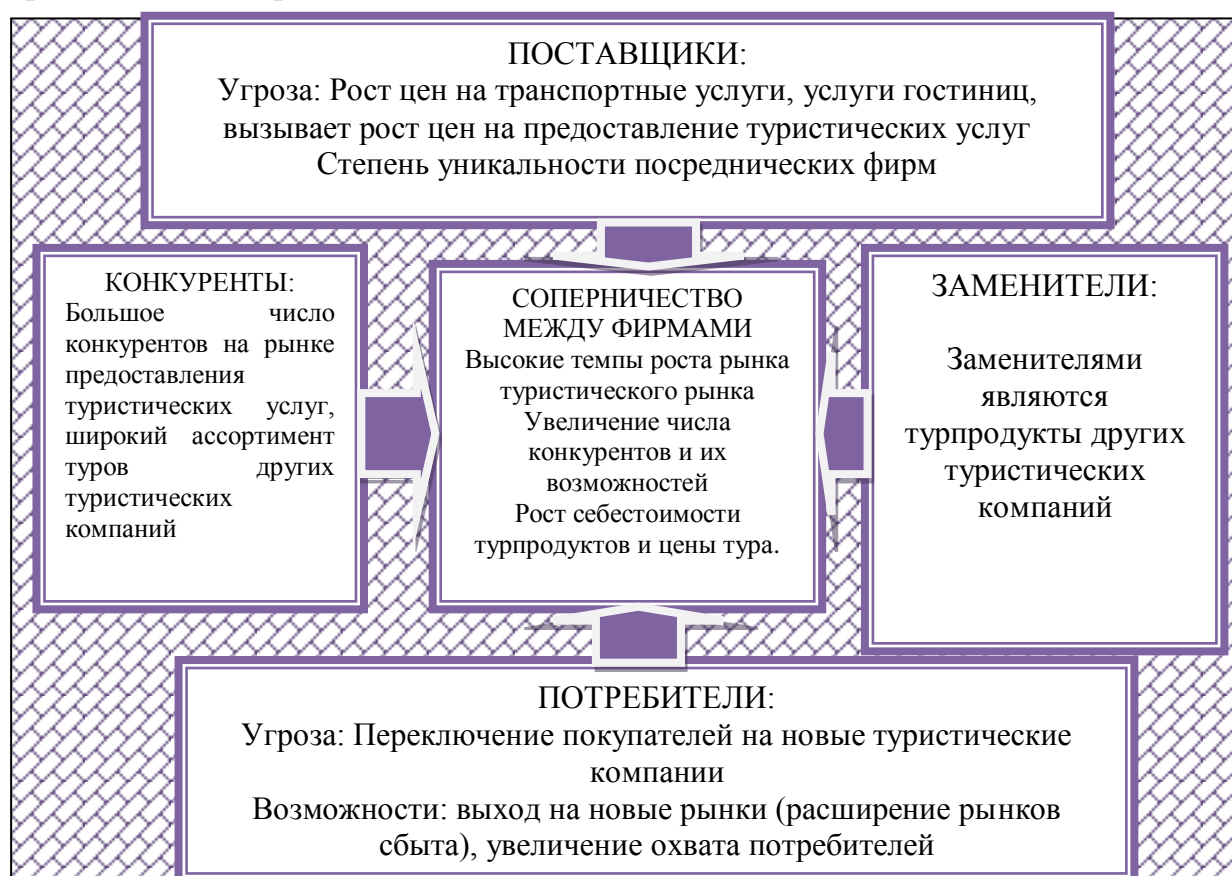 ПОСТАВЩИКИ:
Угроза: Рост цен на транспортные услуги, услуги гостиниц,
вызывает рост цен на предоставление туристических услуг
Степень уникальности посреднических фирм
КОНКУРЕНТЫ:
Большое число
конкурентов на рынке
предоставления
туристических услуг,
широкий ассортимент
туров других
туристических
компаний
СОПЕРНИЧЕСТВО
МЕЖДУ ФИРМАМИ
Высокие темпы роста рынка
туристического рынка
Увеличение числа
конкурентов и их
возможностей
Рост себестоимости
турпродуктов и цены тура.
ЗАМЕНИТЕЛИ:
Заменителями
являются
турпродукты других
туристических
компаний
ПОТРЕБИТЕЛИ:
Угроза: Переключение покупателей на новые туристические
компании
Возможности: выход на новые рынки (расширение рынков
сбыта), увеличение охвата потребителей